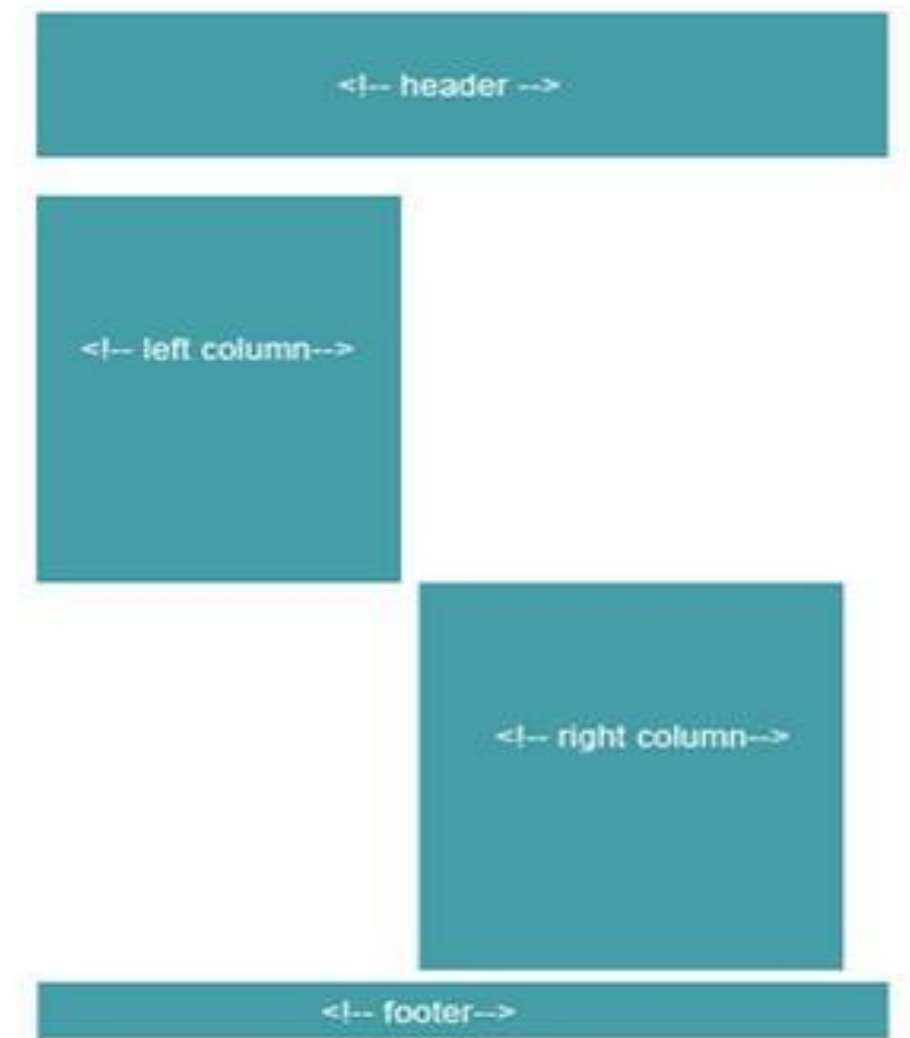 <!-- header -->
<!-- left column-->
<!-- right column-->
<!-- footer-->